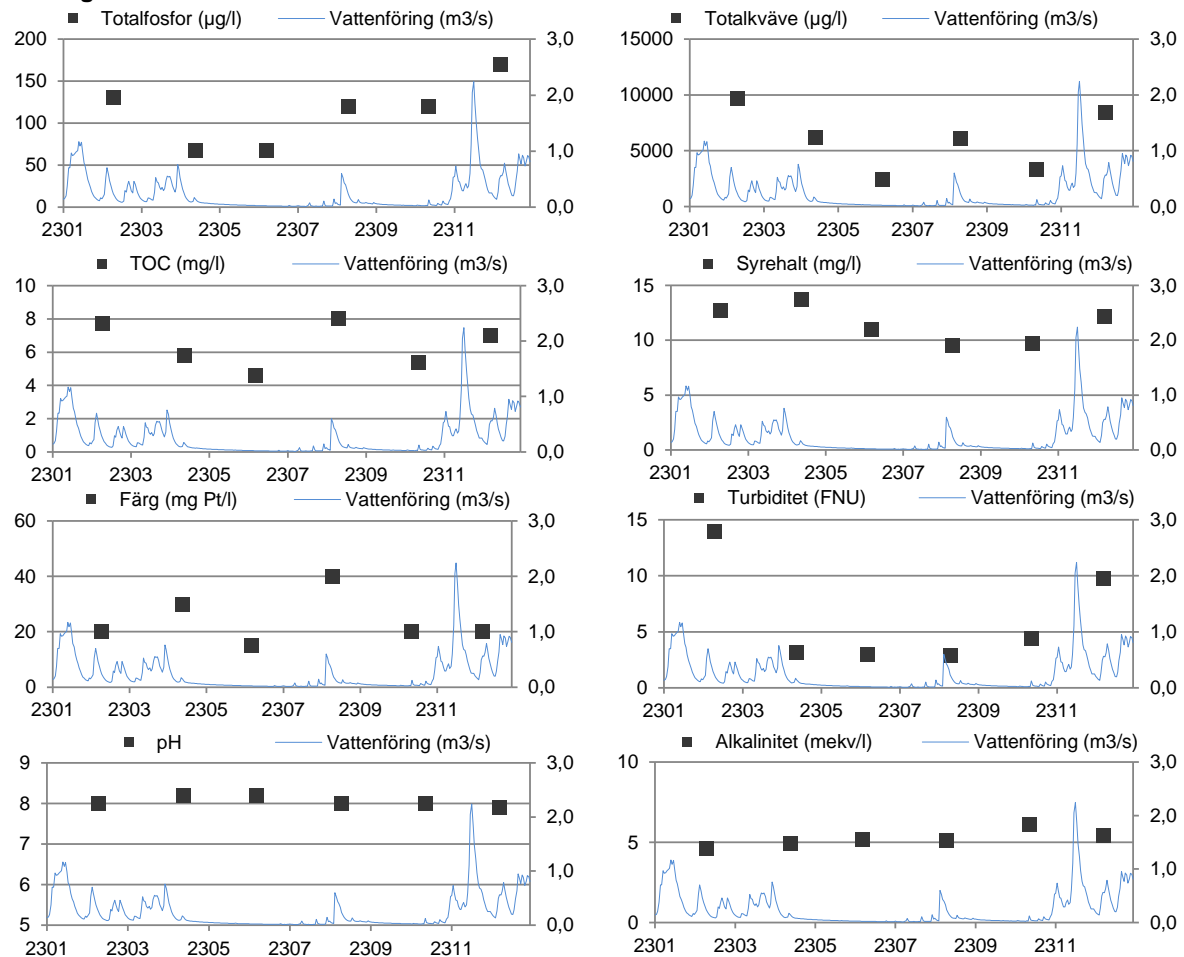 Totalfosfor (µg/l) Vattenföring (m3/s)
200 3,0
150 2,0
100
50 1,0
0 0,0
2301 2303 2305 2307 2309 2311
Totalkväve (µg/l) Vattenföring (m3/s)
15000 3,0
10000 2,0
5000 1,0
0 0,0
2301 2303 2305 2307 2309 2311
TOC (mg/l) Vattenföring (m3/s)
10 3,0
8
6 2,0
4
2 1,0
0 0,0
2301 2303 2305 2307 2309 2311
Syrehalt (mg/l) Vattenföring (m3/s)
15 3,0
10 2,0
5 1,0
0 0,0
2301 2303 2305 2307 2309 2311
Färg (mg Pt/l) Vattenföring (m3/s)
60 3,0
40 2,0
20 1,0
0 0,0
2301 2303 2305 2307 2309 2311
Turbiditet (FNU) Vattenföring (m3/s)
15 3,0
10 2,0
5 1,0
0 0,0
2301 2303 2305 2307 2309 2311
pH Vattenföring (m3/s)
9 3,0
8
7 2,0
6 1,0
5 0,0
2301 2303 2305 2307 2309 2311
Alkalinitet (mekv/l) Vattenföring (m3/s)
10 3,0
5 2,0
1,0
0 0,0
2301 2303 2305 2307 2309 2311